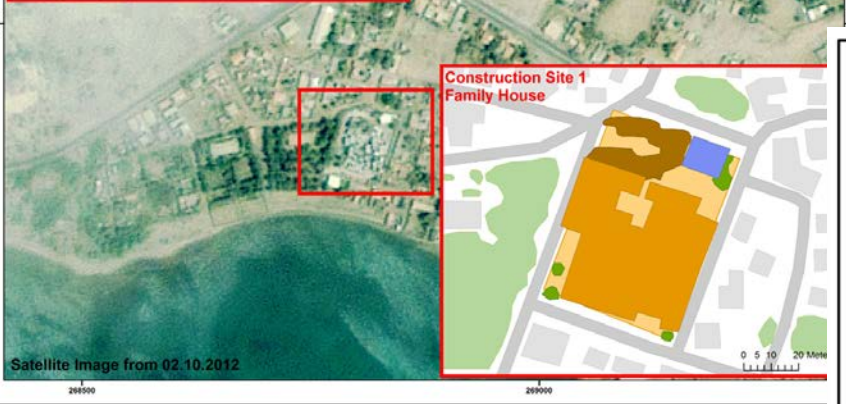 Construction Site 1
Family House
Satellite Image from 02.10.2012
0 5 10 20 Mete
268500
269000